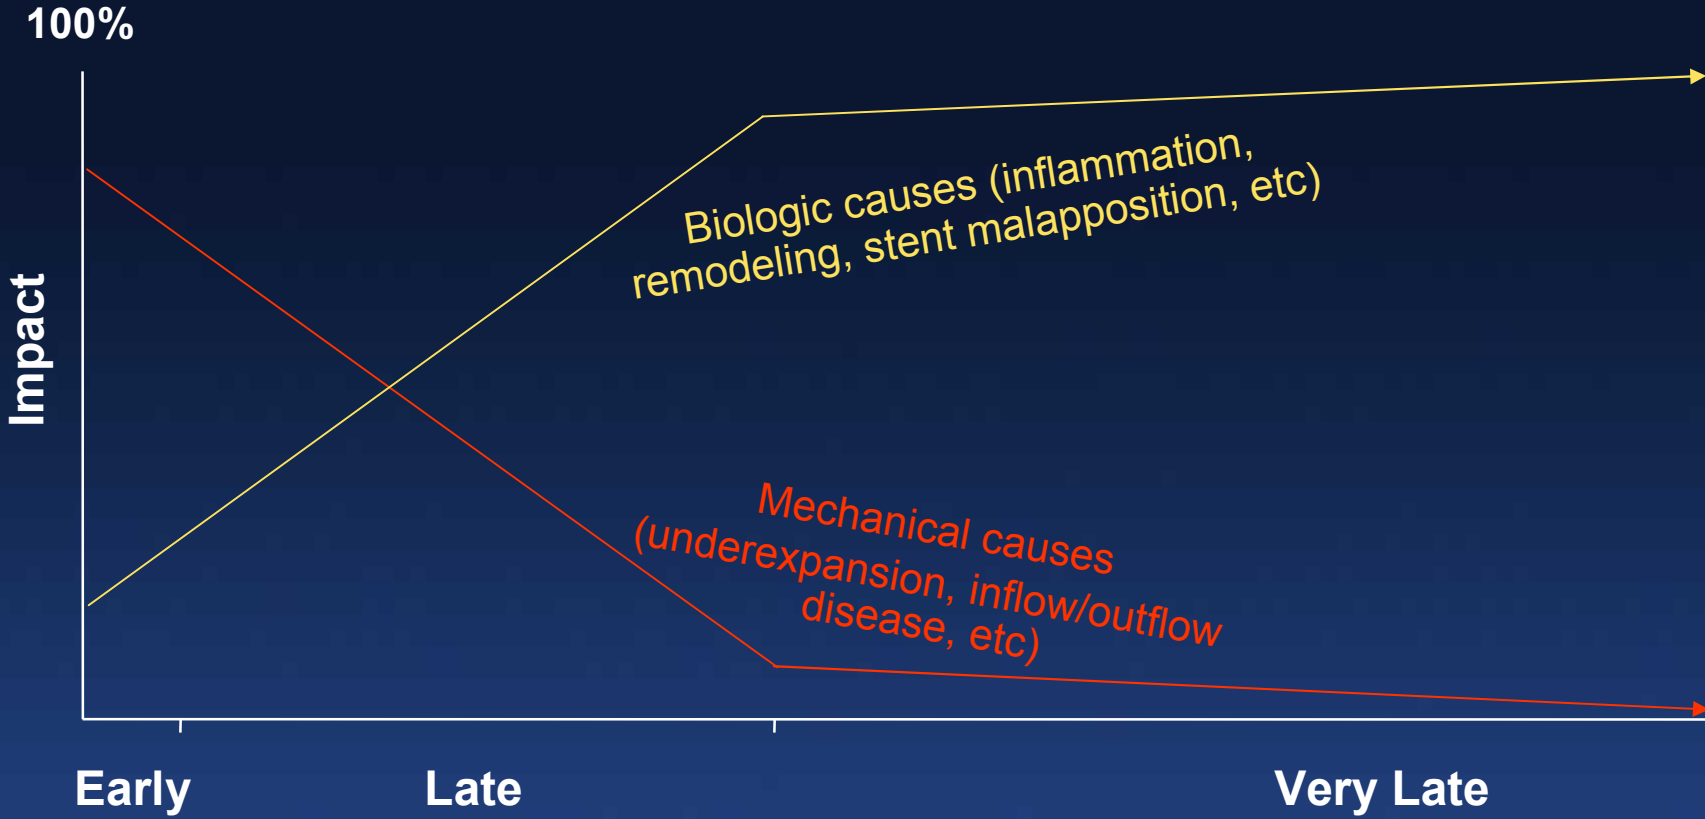 100%
Impact
Biologic causes (inflammation,
remodeling, stent malapposition, etc)
Mechanical causes
(underexpansion, inflow/outflow
disease, etc)
Early
Late
Very Late